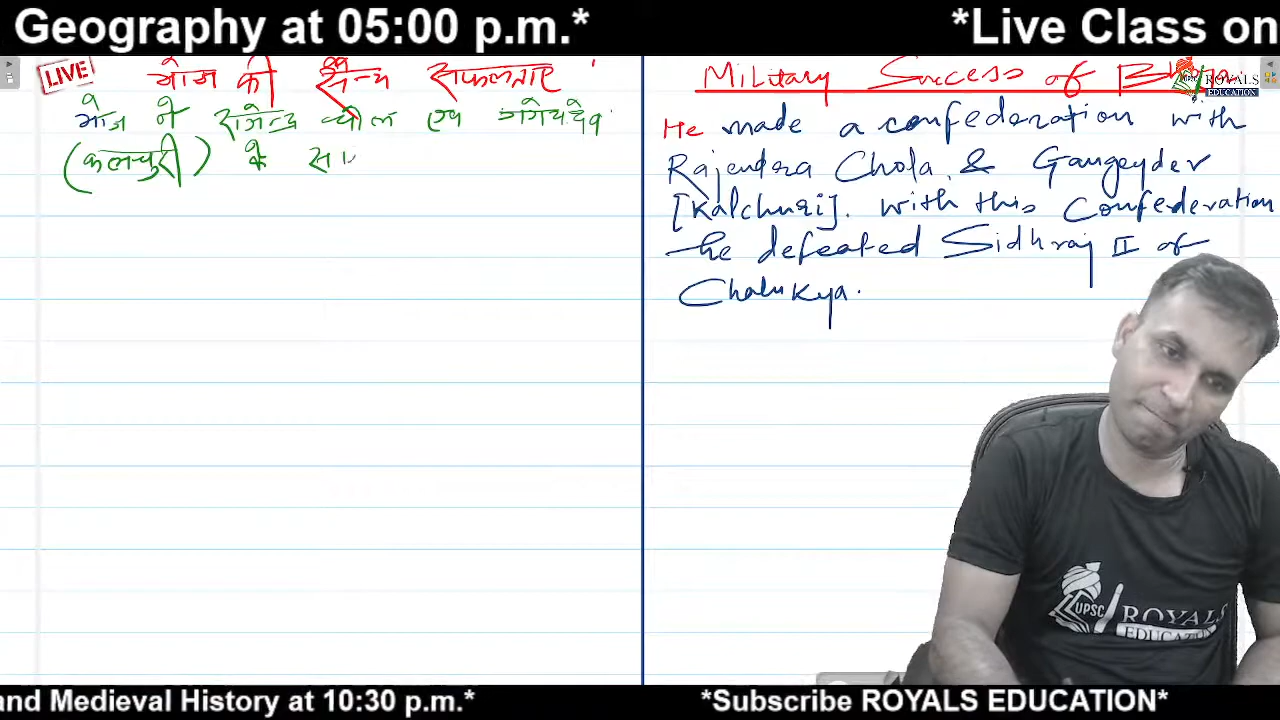 Geography at 05:00 p.m.* *Live Class on
LIVE
भोज की सैन्य सफलताएँ
भोज ने राजेन्द्र चोल एवं गंगेयदेव
(कलचुरी) के सा
Military Success of Bhoja
He made a confederation with
Rajendra Chola & Gangeyder
[Kalchuri]. with this Confederation
he defeated Sidhraj II of
Chalukya.
ROYALS
EDUCATION
UPSC ROYALS
EDUCATION
and Medieval History at 10:30 p.m.* *Subscribe ROYALS EDUCATION*